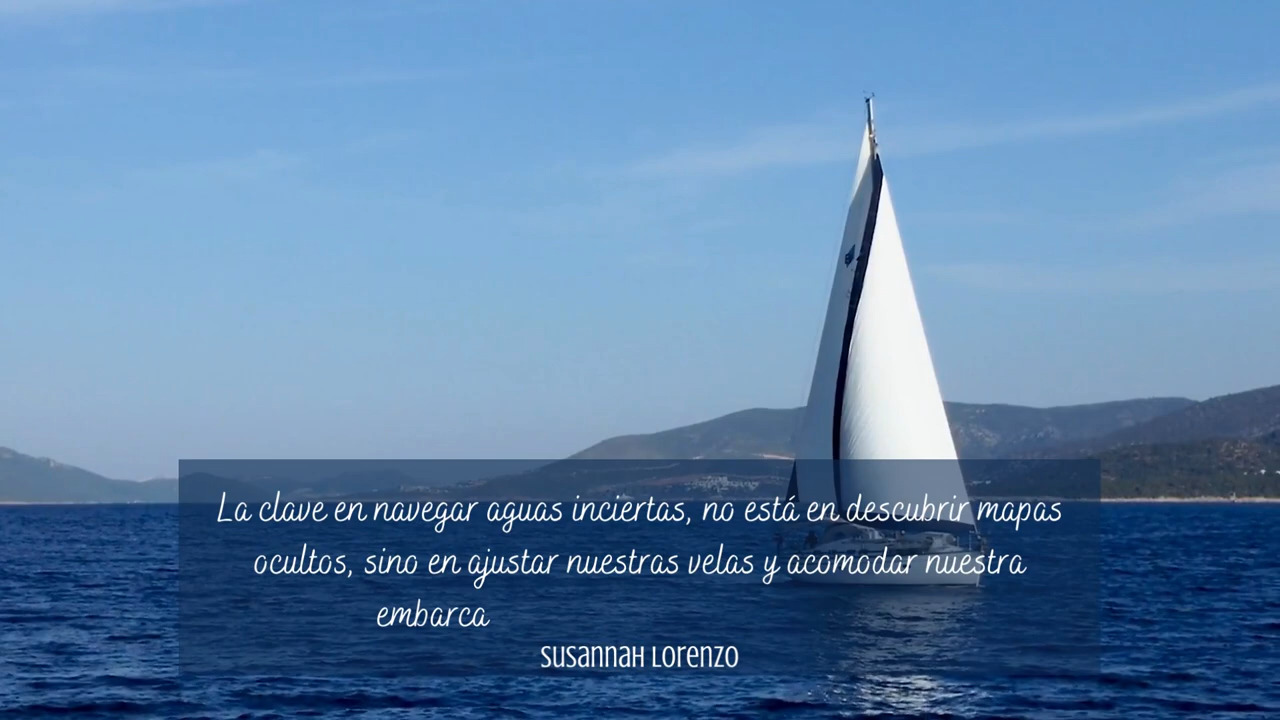 La clave en navegar aguas inciertas, no está en descubrir mapas
ocultos, sino en ajustar nuestras velas y acomodar nuestra
embarca
Susannah Lorenzo